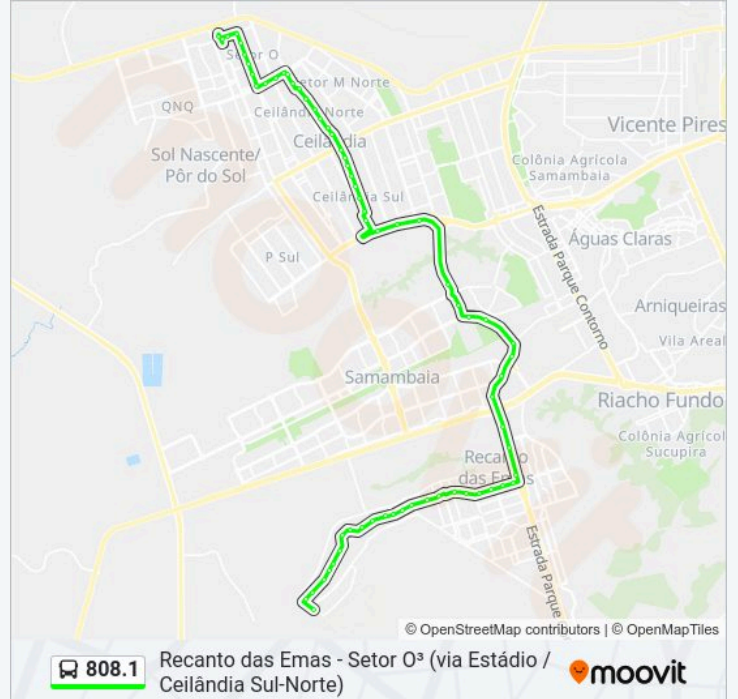 Setor O
Setor M Norte
QNQ
Ceilândia Norte
Vicente Pires
Ceilândia
Sol Nascente/
Pôr do Sol
Colônia Agrícola
Samambaia
Ceilândia Sul
Estrada Parque Contorno
Águas Claras
P Sul
Arniqueiras
Vila Areal
Samambaia
Riacho Fundo
Colônia Agrícol
Sucupira
Recanto
das Emas
Estrada Parque
© OpenStreetMap contributors | © OpenMapTiles
808.1
Recanto das Emas - Setor O³ (via Estádio /
Ceilândia Sul-Norte)
moovit